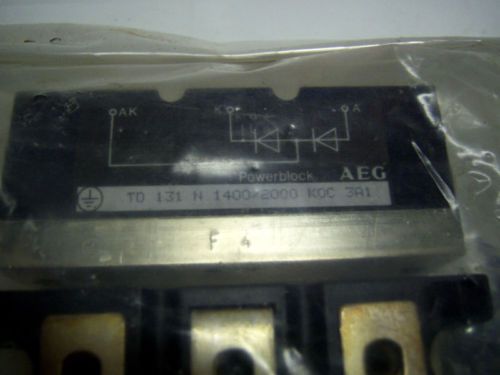 AK K A
Powerblock AEG
TD 131 N 1400/2000 KOC 3A1
F 4